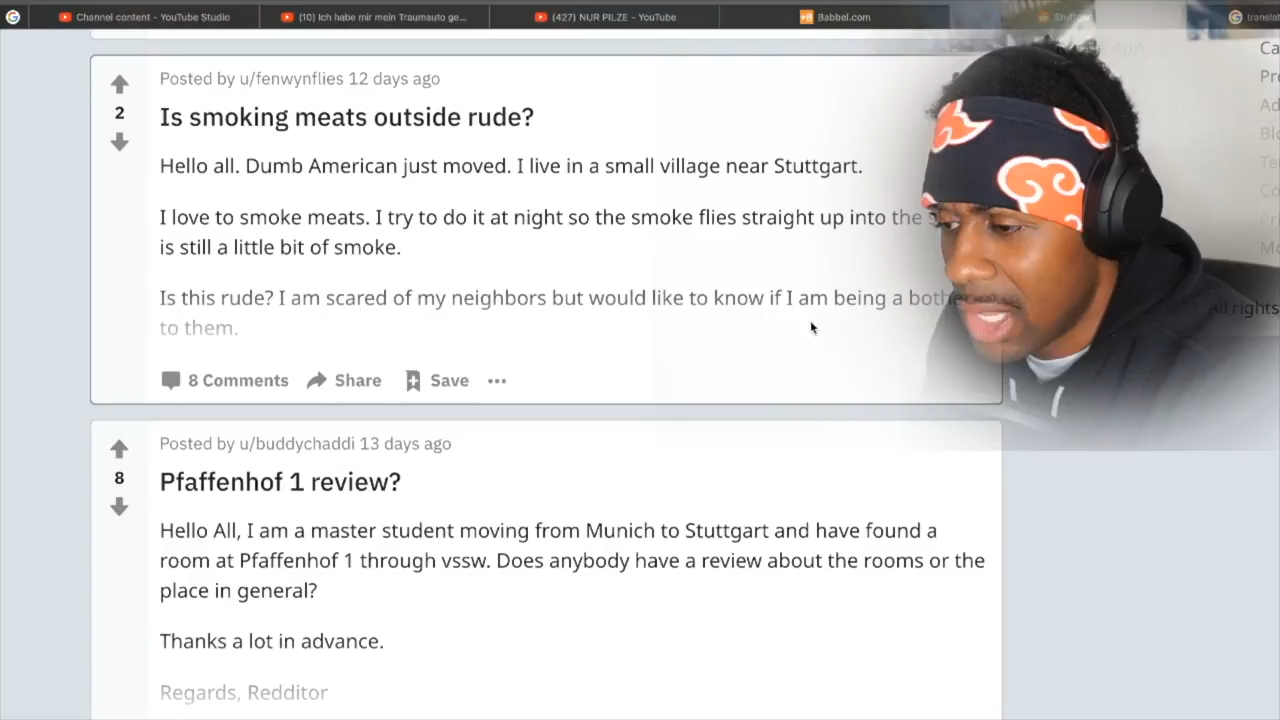 Channel content - YouTube Studio
(10) Ich habe mir mein Traumauto ge...
(427) NUR PILZE - YouTube
Babbel.com
Posted by u/fenwynflies 12 days ago
Is smoking meats outside rude?
2
Hello all. Dumb American just moved. I live in a small village near Stuttgart.
I love to smoke meats. I try to do it at night so the smoke flies straight up into the
is still a little bit of smoke.
Is this rude? I am scared of my neighbors but would like to know if I am being a
to them.
8 Comments Share Save
All rights
Posted by u/buddychaddi 13 days ago
8
Pfaffenhof 1 review?
Hello All, I am a master student moving from Munich to Stuttgart and have found a
room at Pfaffenhof 1 through vssw. Does anybody have a review about the rooms or the
place in general?
Thanks a lot in advance.
Regards, Redditor